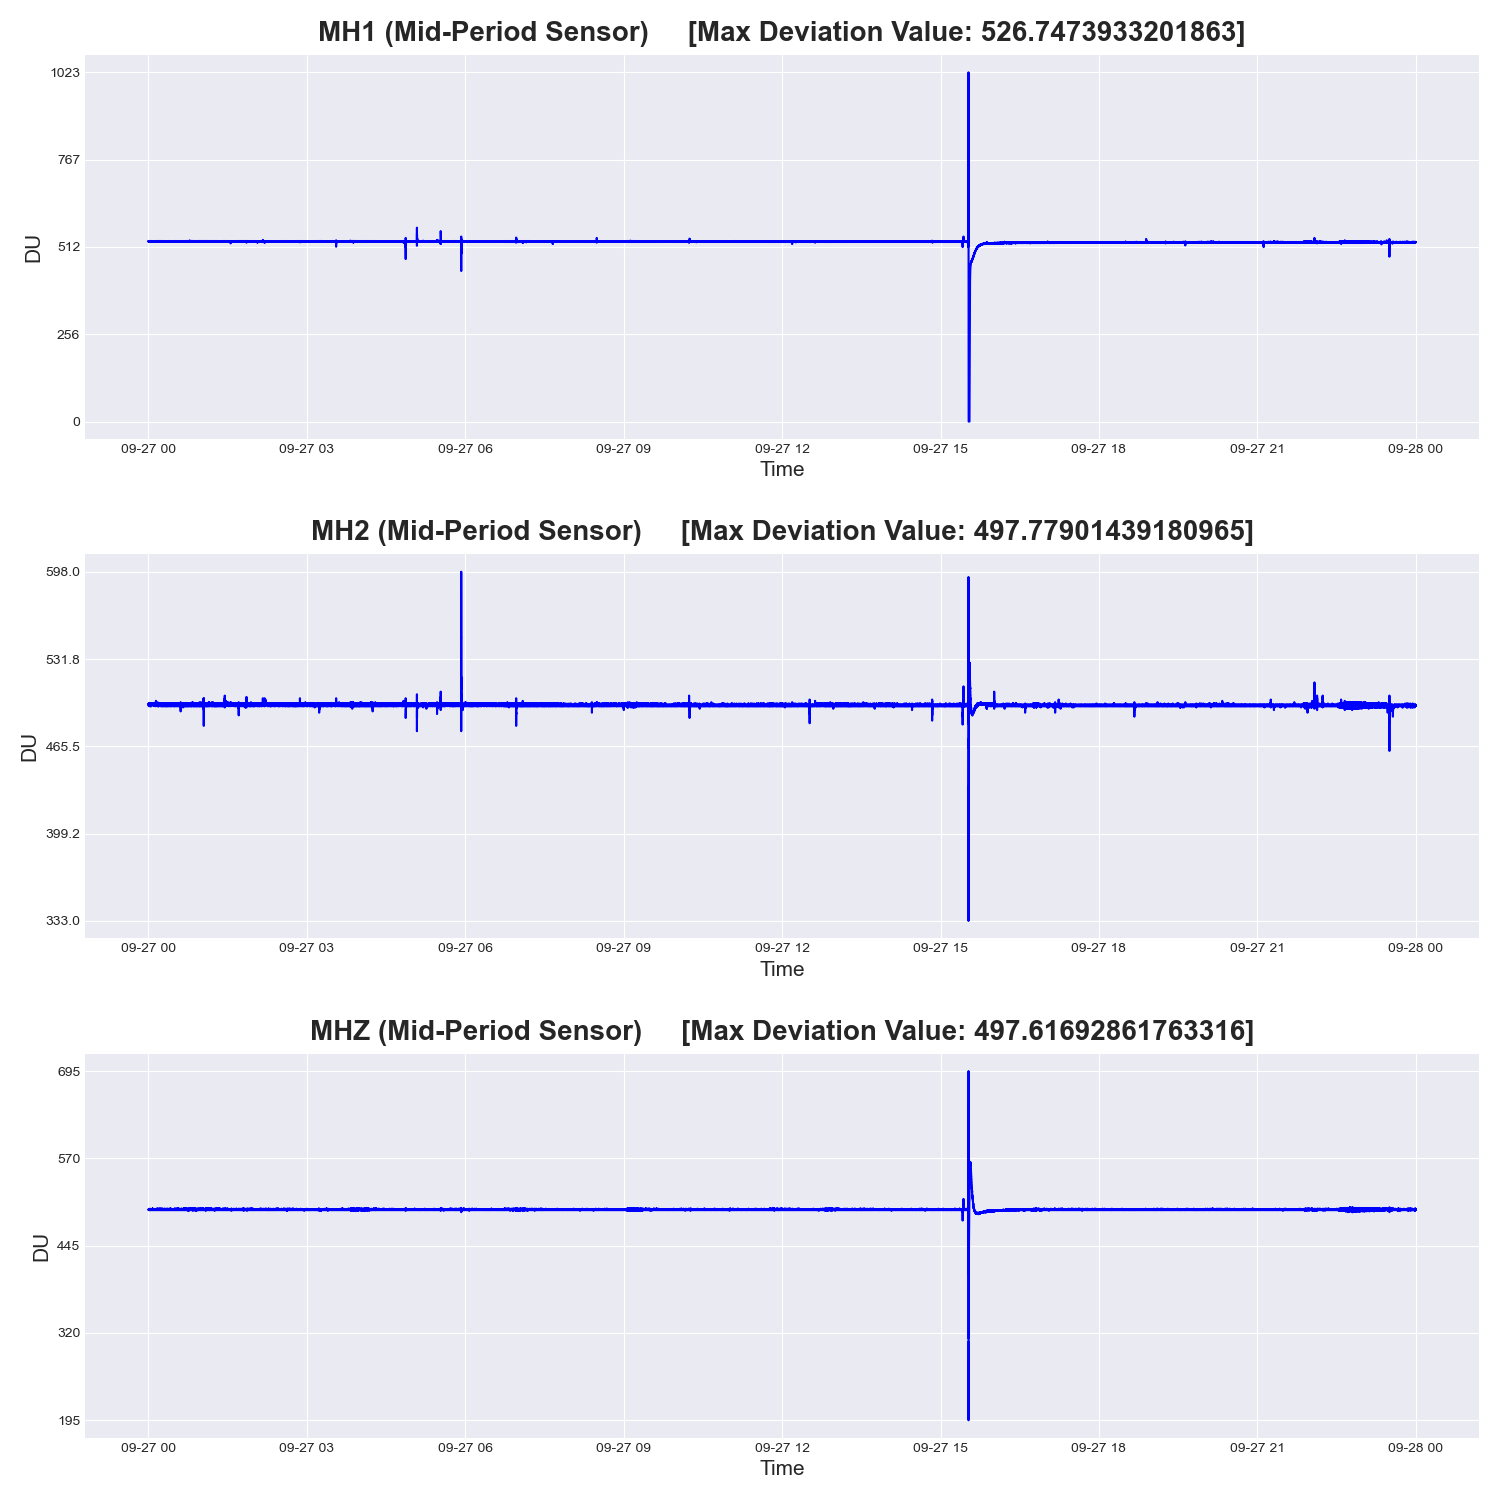 MH1 (Mid-Period Sensor) [Max Deviation Value: 526.7473933201863]
1023
767
512
256
0
DU
09-27 00 09-27 03 09-27 06 09-27 09 09-27 12 09-27 15 09-27 18 09-27 21 09-28 00
Time
MH2 (Mid-Period Sensor) [Max Deviation Value: 497.77901439180965]
598.0
531.8
465.5
399.2
333.0
DU
09-27 00 09-27 03 09-27 06 09-27 09 09-27 12 09-27 15 09-27 18 09-27 21 09-28 00
Time
MHZ (Mid-Period Sensor) [Max Deviation Value: 497.61692861763316]
695
570
445
320
195
DU
09-27 00 09-27 03 09-27 06 09-27 09 09-27 12 09-27 15 09-27 18 09-27 21 09-28 00
Time